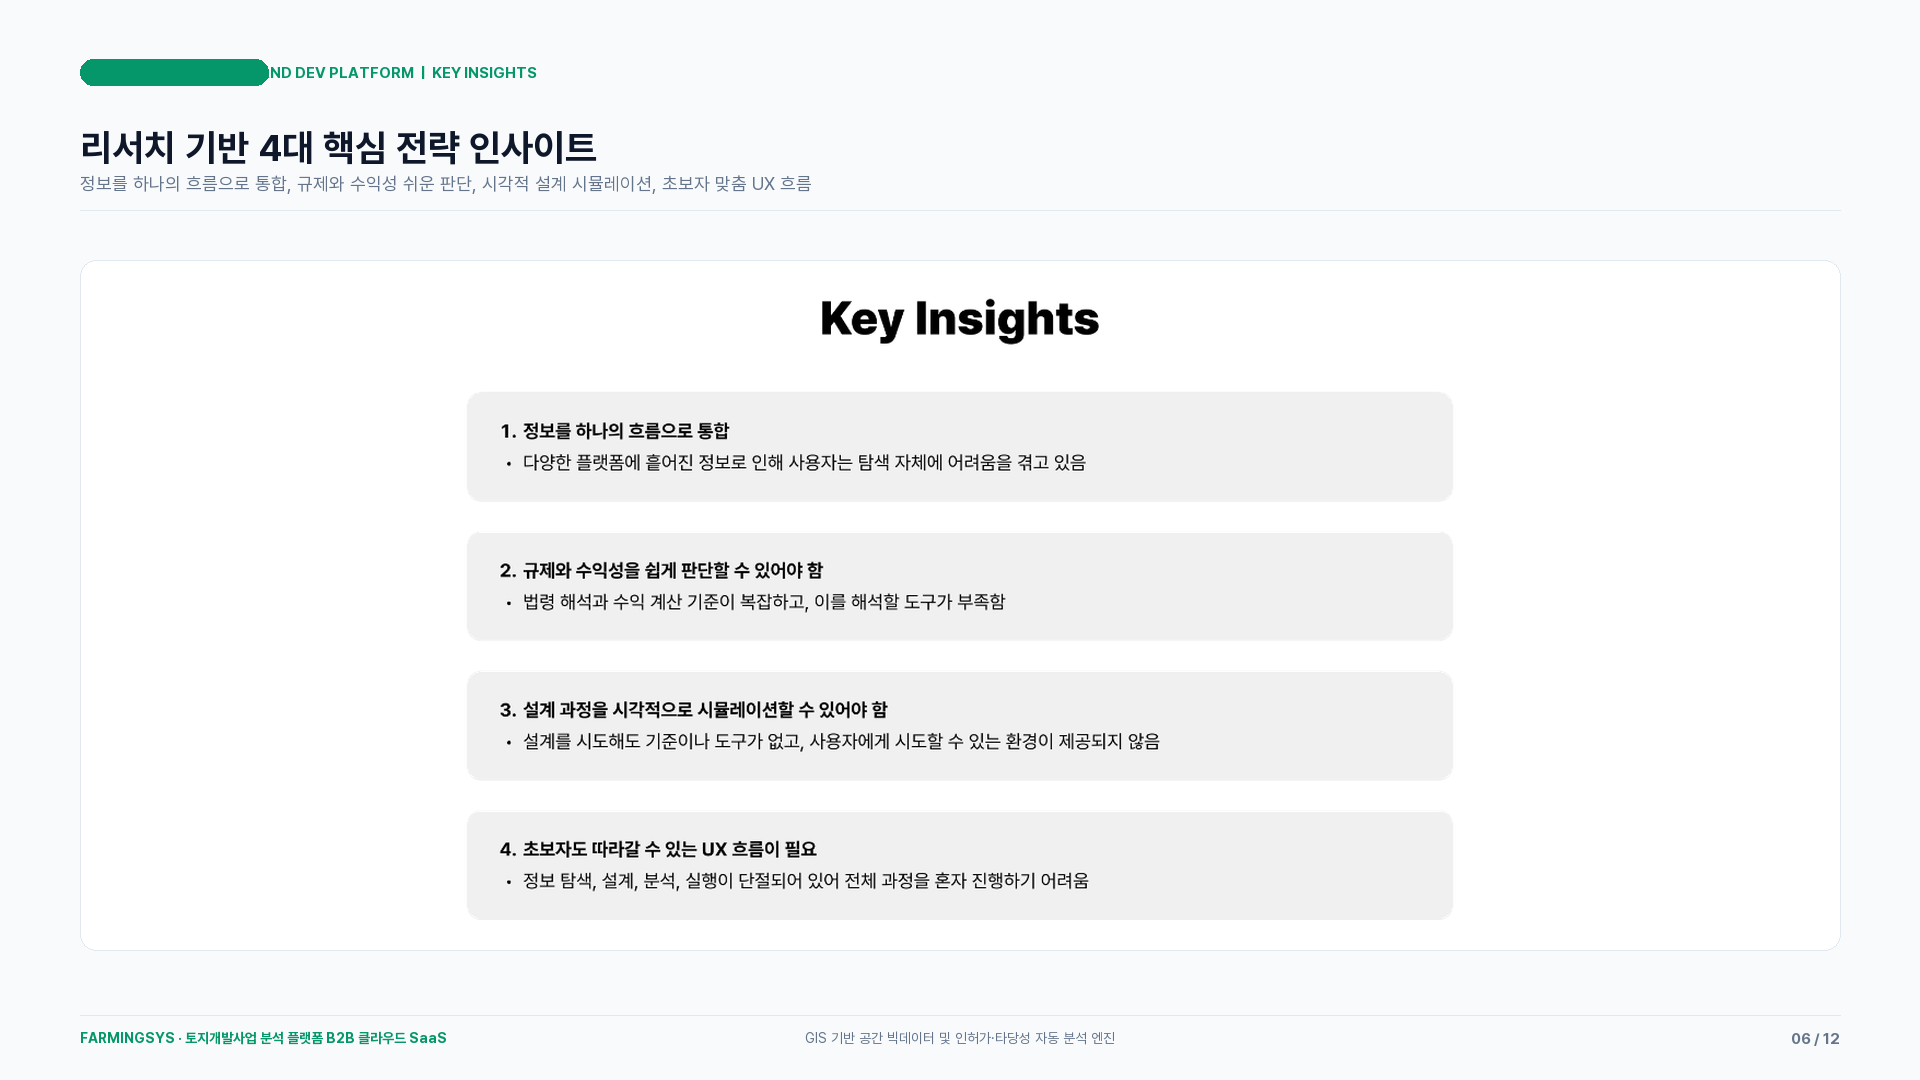 ND DEV PLATFORM | KEY INSIGHTS
리서치 기반 4대 핵심 전략 인사이트
정보를 하나의 흐름으로 통합, 규제와 수익성 쉬운 판단, 시각적 설계 시뮬레이션, 초보자 맞춤 UX 흐름
Key Insights
1. 정보를 하나의 흐름으로 통합
• 다양한 플랫폼에 흩어진 정보로 인해 사용자는 탐색 자체에 어려움을 겪고 있음
2. 규제와 수익성을 쉽게 판단할 수 있어야 함
• 법령 해석과 수익 계산 기준이 복잡하고, 이를 해석할 도구가 부족함
3. 설계 과정을 시각적으로 시뮬레이션할 수 있어야 함
• 설계를 시도해도 기준이나 도구가 없고, 사용자에게 시도할 수 있는 환경이 제공되지 않음
4. 초보자도 따라갈 수 있는 UX 흐름이 필요
• 정보 탐색, 설계, 분석, 실행이 단절되어 있어 전체 과정을 혼자 진행하기 어려움
FARMINGSYS · 토지개발사업 분석 플랫폼 B2B 클라우드 SaaS
GIS 기반 공간 빅데이터 및 인허가·타당성 자동 분석 엔진
06 / 12